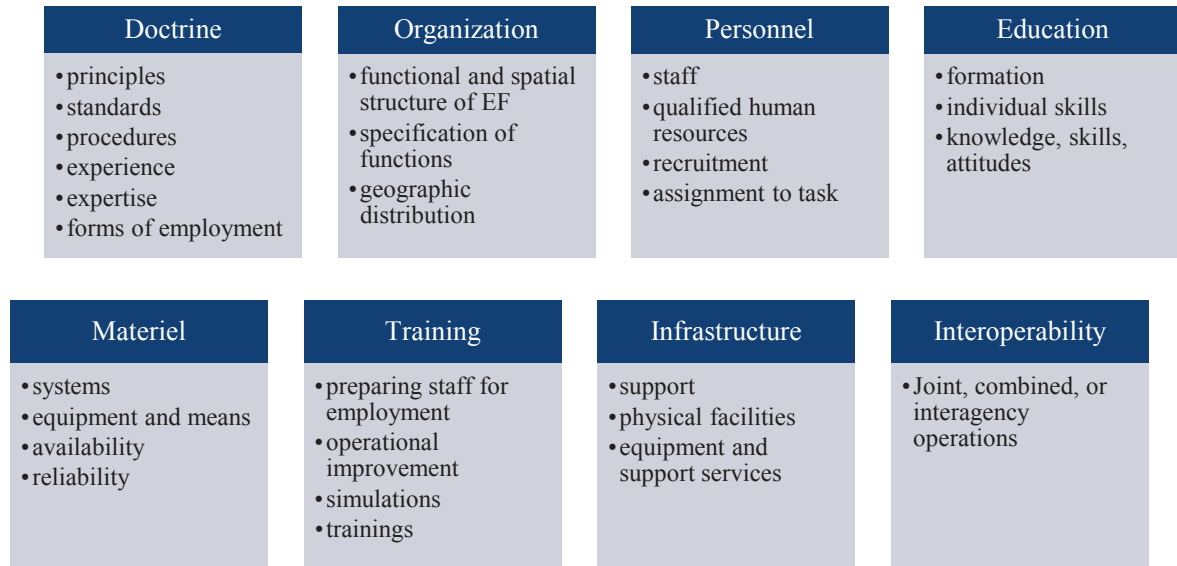 Doctrine
•principles
•standards
•procedures
•experience
•expertise
•forms of employment
Organization
•functional and spatial
structure of EF
•specification of
functions
•geographic
distribution
Personnel
•staff
•qualified human
resources
•recruitment
•assignment to task
Education
•formation
•individual skills
•knowledge, skills,
attitudes
Materiel
•systems
•equipment and means
•availability
•reliability
Training
•preparing staff for
employment
•operational
improvement
•simulations
•trainings
Infrastructure
•support
•physical facilities
•equipment and
support services
Interoperability
•Joint, combined, or
interagency
operations